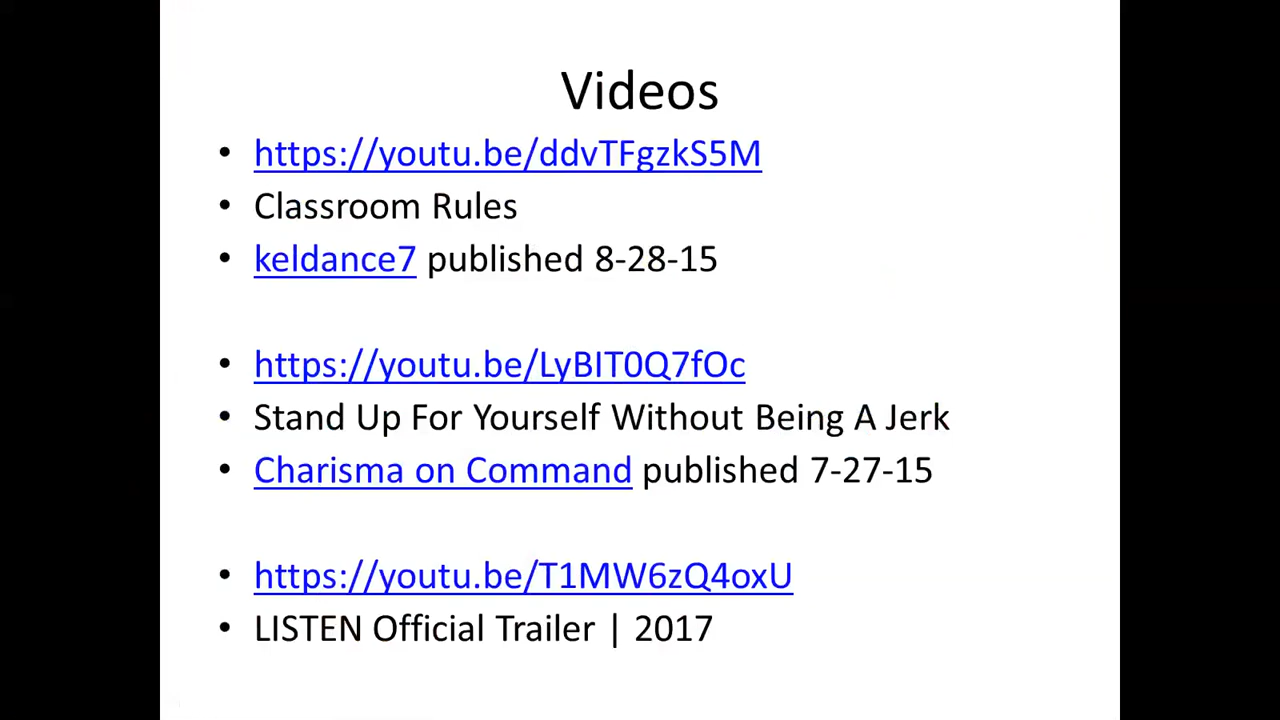 Videos
• https://youtu.be/ddvTFgzkS5M
• Classroom Rules
• keldance7 published 8-28-15
• https://youtu.be/LyBIT0Q7fOc
• Stand Up For Yourself Without Being A Jerk
• Charisma on Command published 7-27-15
• https://youtu.be/T1MW6zQ4oxU
• LISTEN Official Trailer | 2017